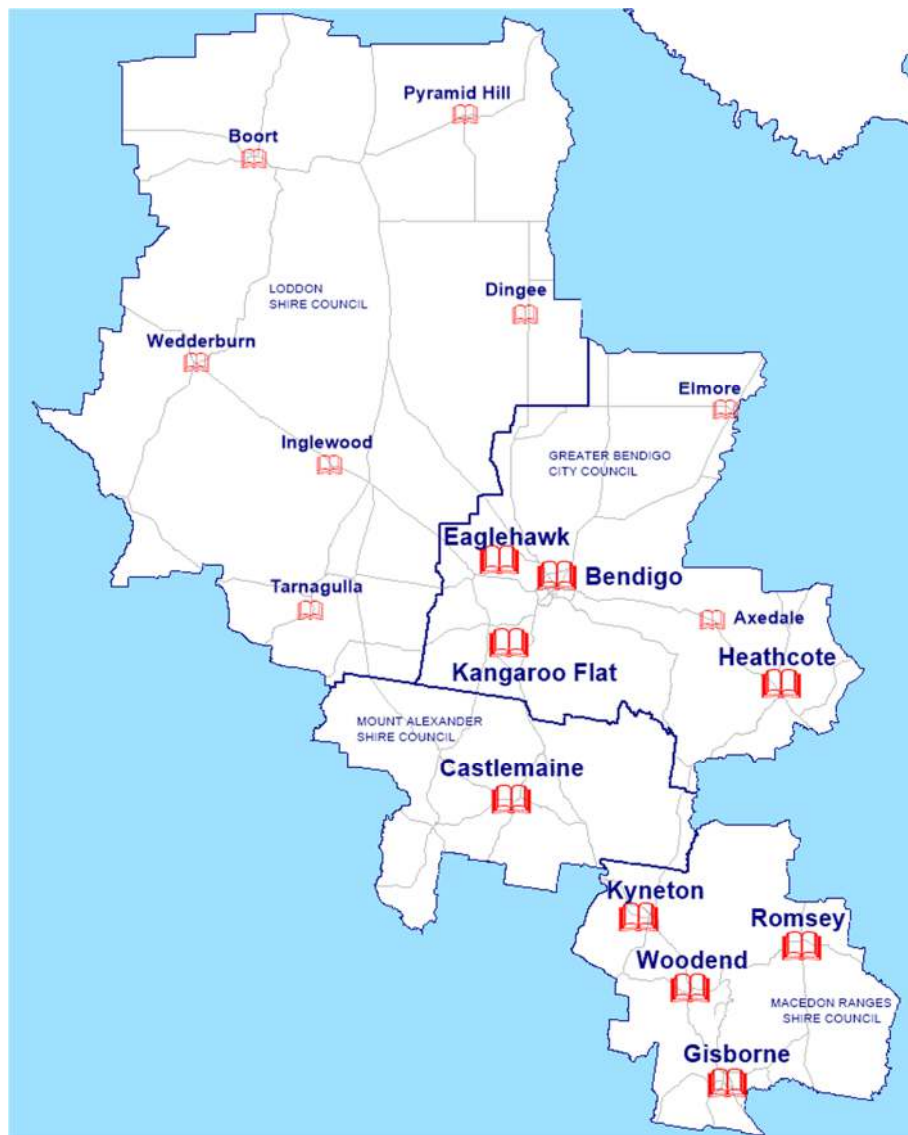 Pyramid Hill
Boort
LODDON
SHIRE COUNCIL
Dingee
Wedderburn
Elmore
Inglewood
GREATER BENDIGO
CITY COUNCIL
Eaglehawk
Bendigo
Tarnagulla
Axedale
Kangaroo Flat
Heathcote
MOUNT ALEXANDER
SHIRE COUNCIL
Castlemaine
Kyneton
Romsey
Woodend
MACEDON RANGES
SHIRE COUNCIL
Gisborne